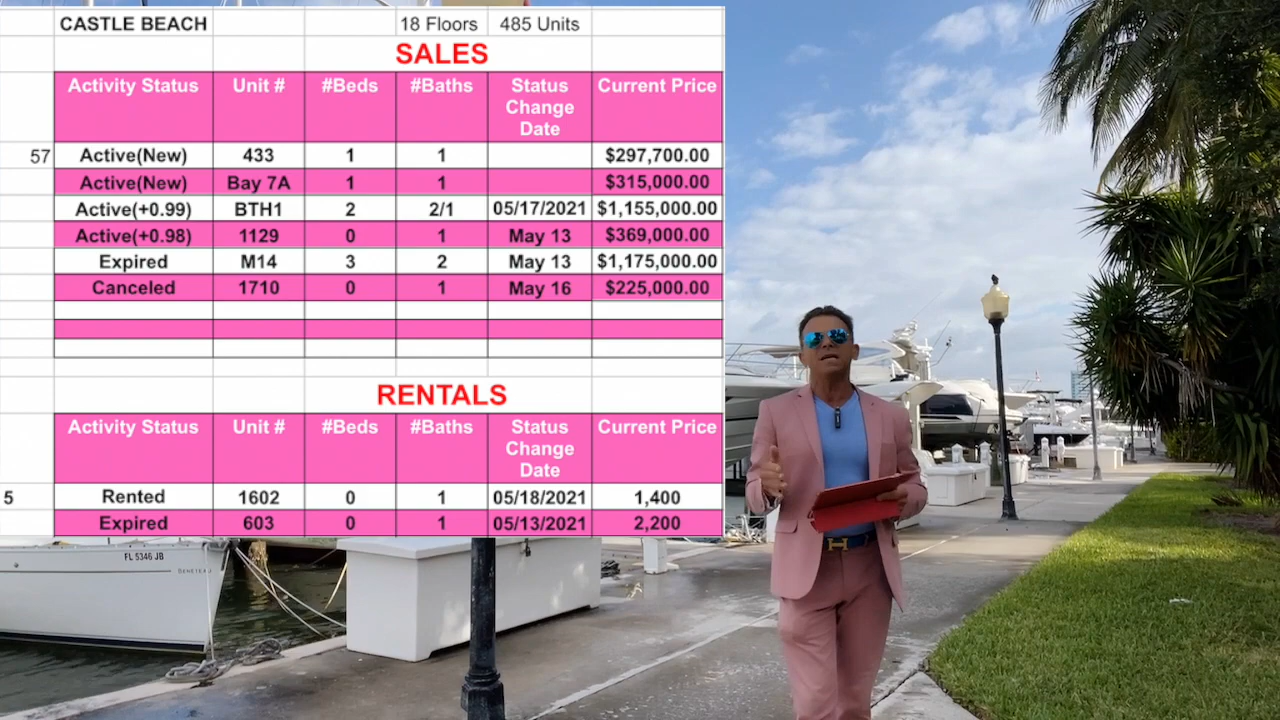 CASTLE BEACH 18 Floors 485 Units
SALES
Activity Status Unit # #Beds #Baths Status Change Date Current Price
57 Active(New) 433 1 1 $297,700.00
Active(New) Bay 7A 1 1 $315,000.00
Active(+0.99) BTH1 2 2/1 05/17/2021 $1,155,000.00
Active(+0.98) 1129 0 1 May 13 $369,000.00
Expired M14 3 2 May 13 $1,175,000.00
Canceled 1710 0 1 May 16 $225,000.00
RENTALS
Activity Status Unit # #Beds #Baths Status Change Date Current Price
5 Rented 1602 0 1 05/18/2021 1,400
Expired 603 0 1 05/13/2021 2,200
FL 5346 JB
BENETEAU